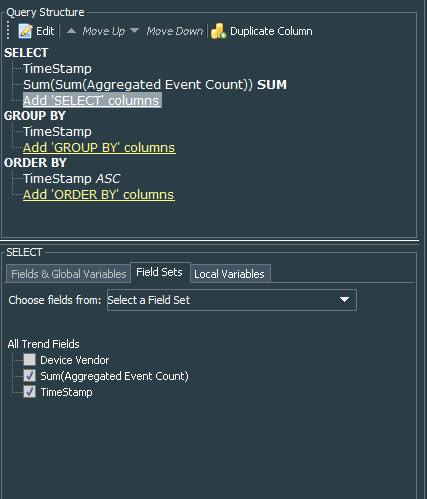 Query Structure
Edit Move Up Move Down Duplicate Column
SELECT
TimeStamp
Sum(Sum(Aggregated Event Count)) SUM
Add 'SELECT' columns
GROUP BY
TimeStamp
Add 'GROUP BY' columns
ORDER BY
TimeStamp ASC
Add 'ORDER BY' columns
SELECT
Fields & Global Variables Field Sets Local Variables
Choose fields from: Select a Field Set
All Trend Fields
Device Vendor
Sum(Aggregated Event Count)
TimeStamp